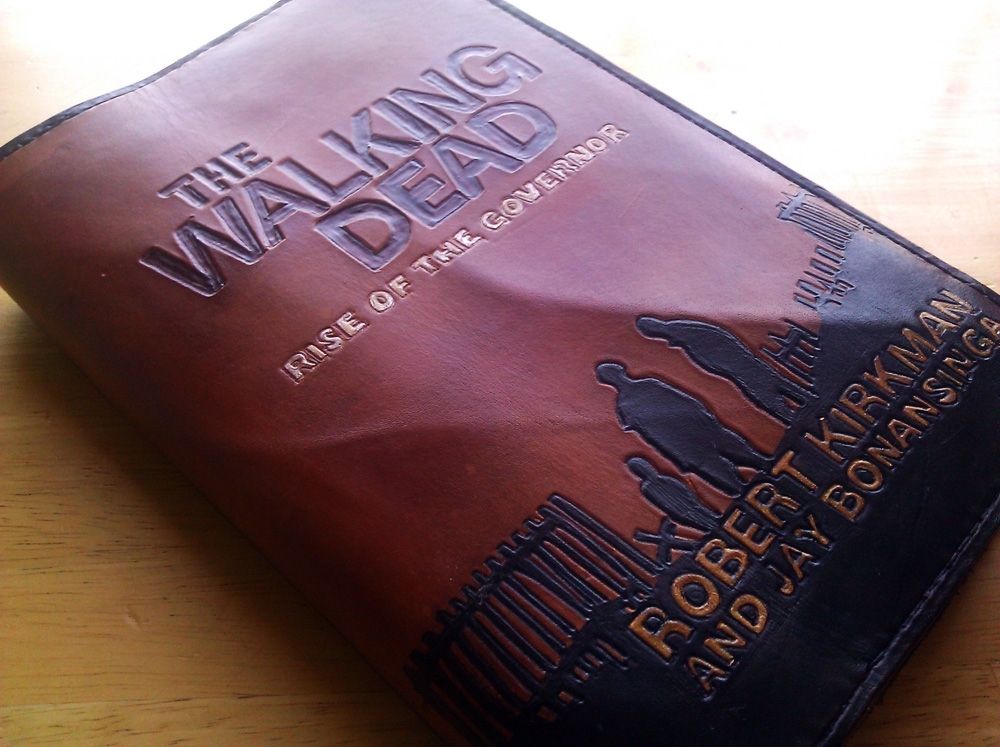 THE
WALKING
DEAD
RISE OF THE GOVERNOR
ROBERT KIRKMAN
AND JAY BONANSINGA